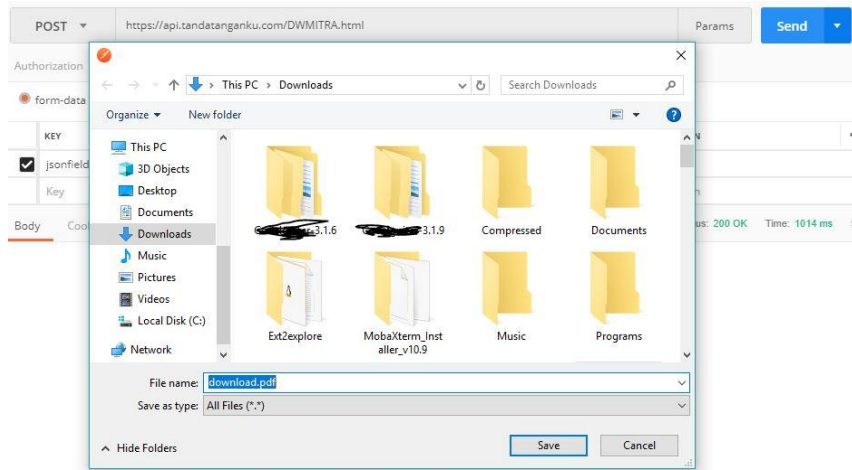 POST
https://api.tandatanganku.com/DWMITRA.html
Params
Send
Authorization
This PC > Downloads
Search Downloads
form-data
Organize
New folder
KEY
N
jsonfield
Key
This PC
3D Objects
Desktop
Documents
Downloads
Music
Pictures
Videos
Local Disk (C:)
Network
-3.1.6
-3.1.9
Compressed
Documents
Ext2explore
MobaXterm_Inst
aller_v10.9
Music
Programs
Body
Coo
us: 200 OK
Time: 1014 ms
File name: download.pdf
Save as type: All Files (*.*)
Hide Folders
Save
Cancel